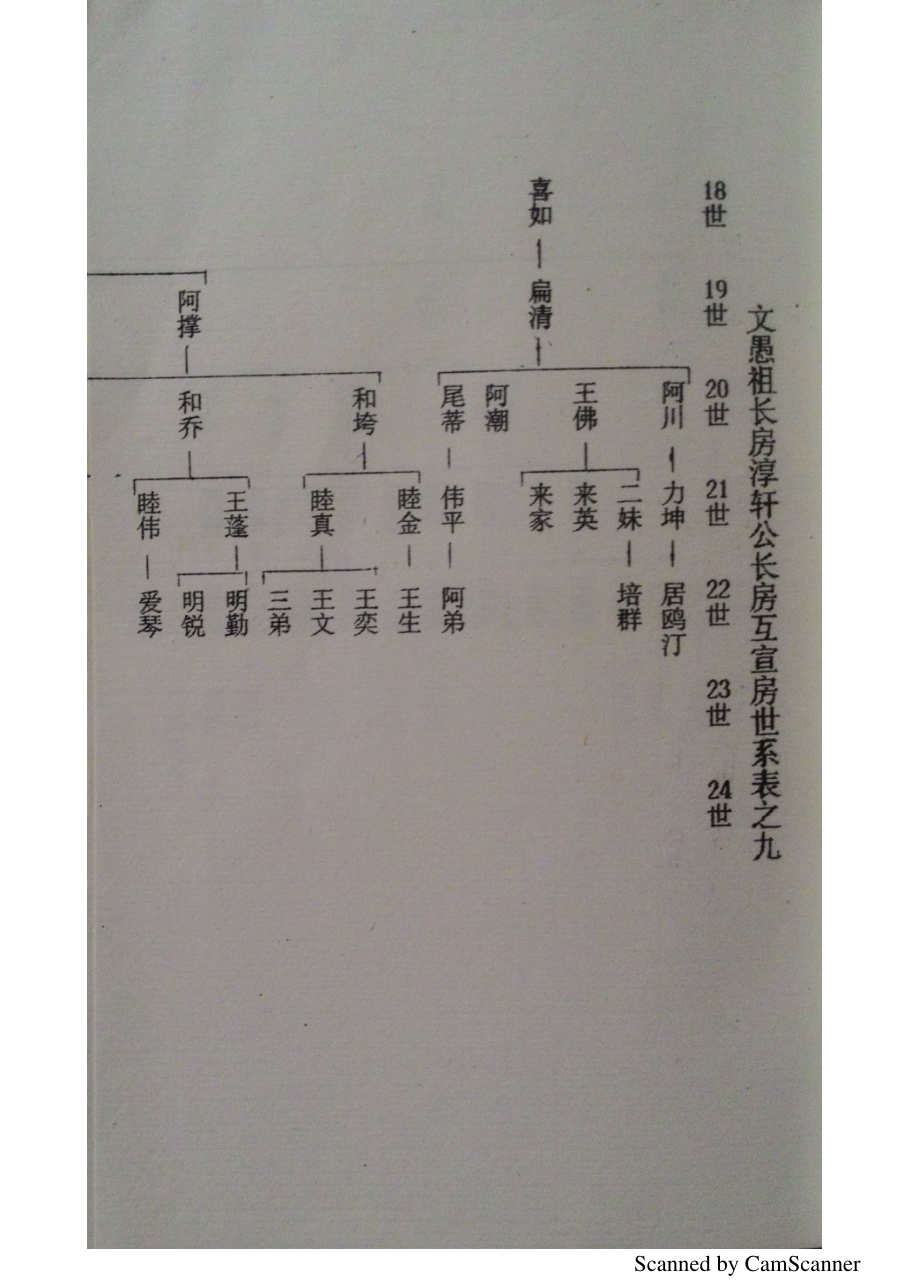 文愚祖长房淳轩公长房互宣房世系表之九
18世
19世
20世
21世
22世
23世
24世
喜如
扁清
阿川
王佛
阿潮
尾蒂
力坤
二妹
来英
来家
伟平
居鸥汀
培群
阿弟
阿撑
和垮
和乔
睦金
睦真
王蓬
睦伟
王生
王奕
王文
三弟
明勤
明锐
爱琴
Scanned by CamScanner